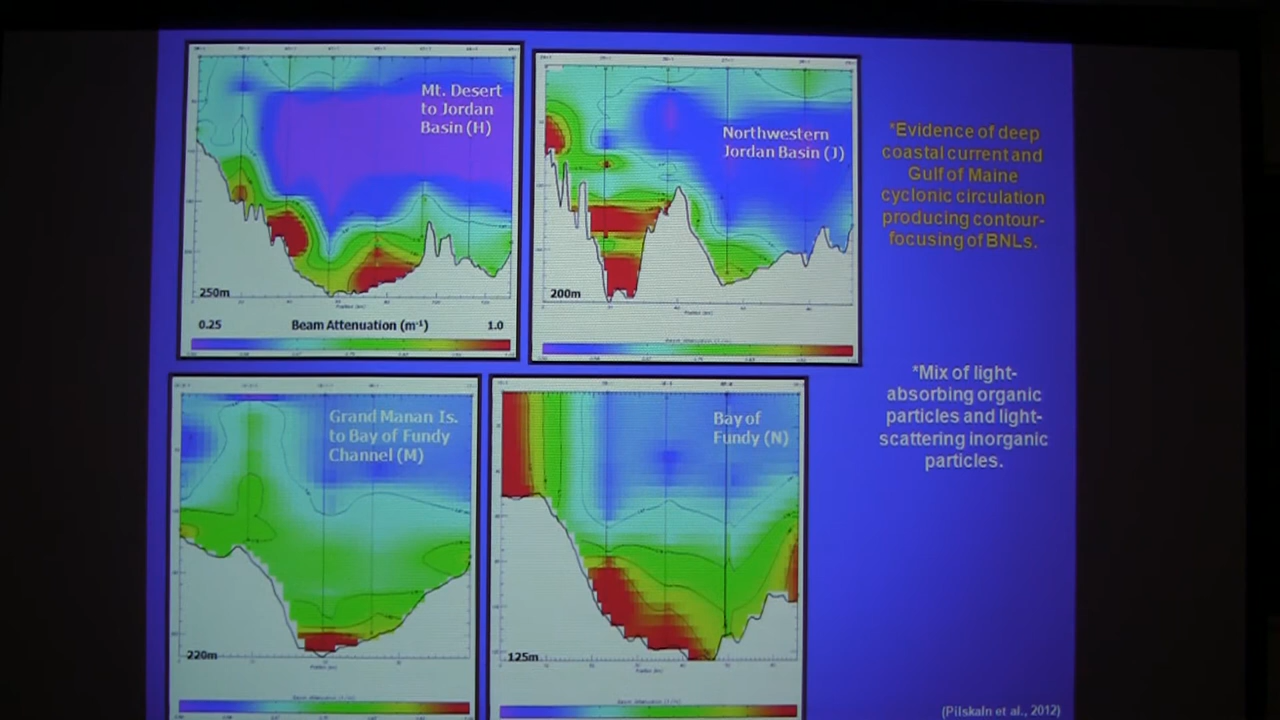 Mt. Desert
to Jordan
Basin (H)
250m
0.25 Beam Attenuation (m⁻¹) 1.0
Northwestern
Jordan Basin (J)
200m
*Evidence of deep
coastal current and
Gulf of Maine
cyclonic circulation
producing contour-
focusing of BNLs.
Grand Manan Is.
to Bay of Fundy
Channel (M)
220m
Bay of
Fundy (N)
125m
*Mix of light-
absorbing organic
particles and light-
scattering inorganic
particles.
(Pilskaln et al., 2012)